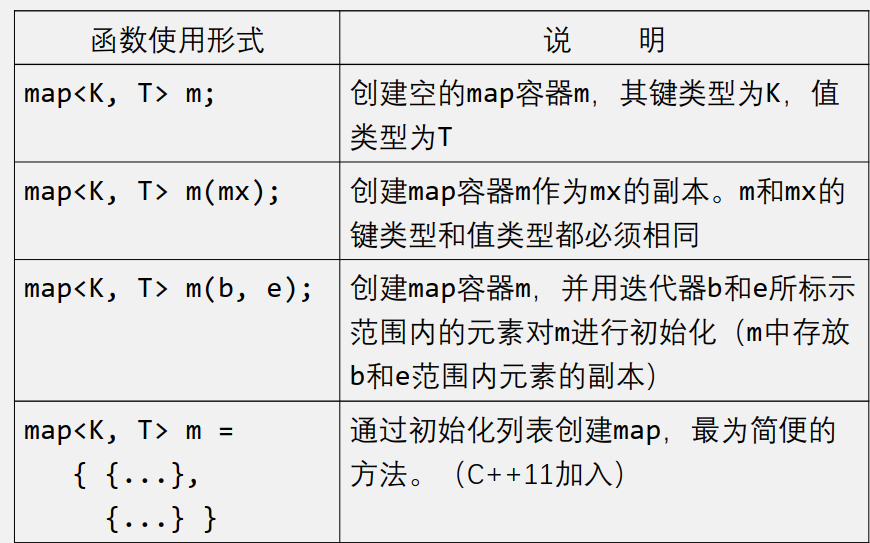 函数使用形式
说 明
map<K, T> m;
创建空的map容器m，其键类型为K，值
类型为T
map<K, T> m(mx);
创建map容器m作为mx的副本。m和mx的
键类型和值类型都必须相同
map<K, T> m(b, e);
创建map容器m，并用迭代器b和e所标示
范围内的元素对m进行初始化（m中存放
b和e范围内元素的副本）
map<K, T> m =
{ {...},
{...} }
通过初始化列表创建map，最为简便的
方法。（C++11加入）